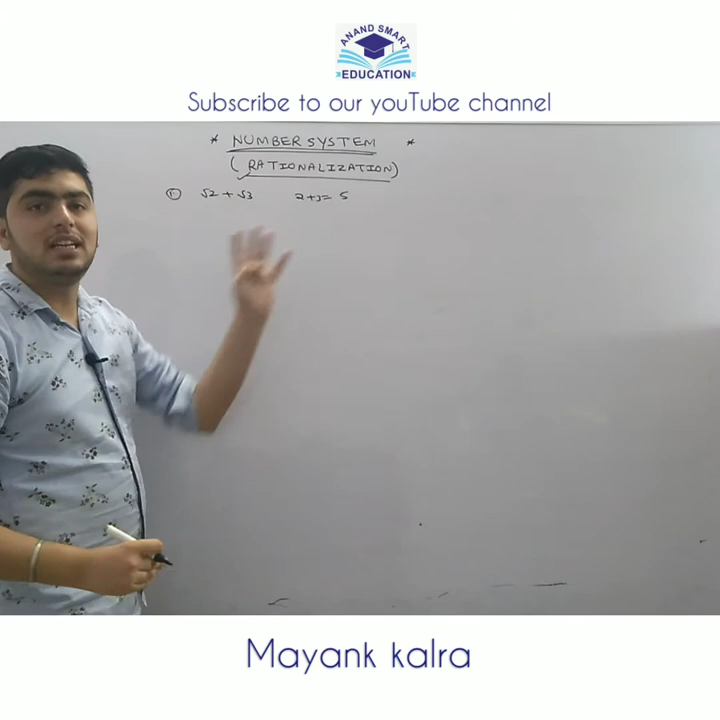 ANAND SMART
EDUCATION
Subscribe to our youTube channel
* NUMBER SYSTEM *
(RATIONALIZATION)
① √2 + √3 2+3= 5
Mayank kalra